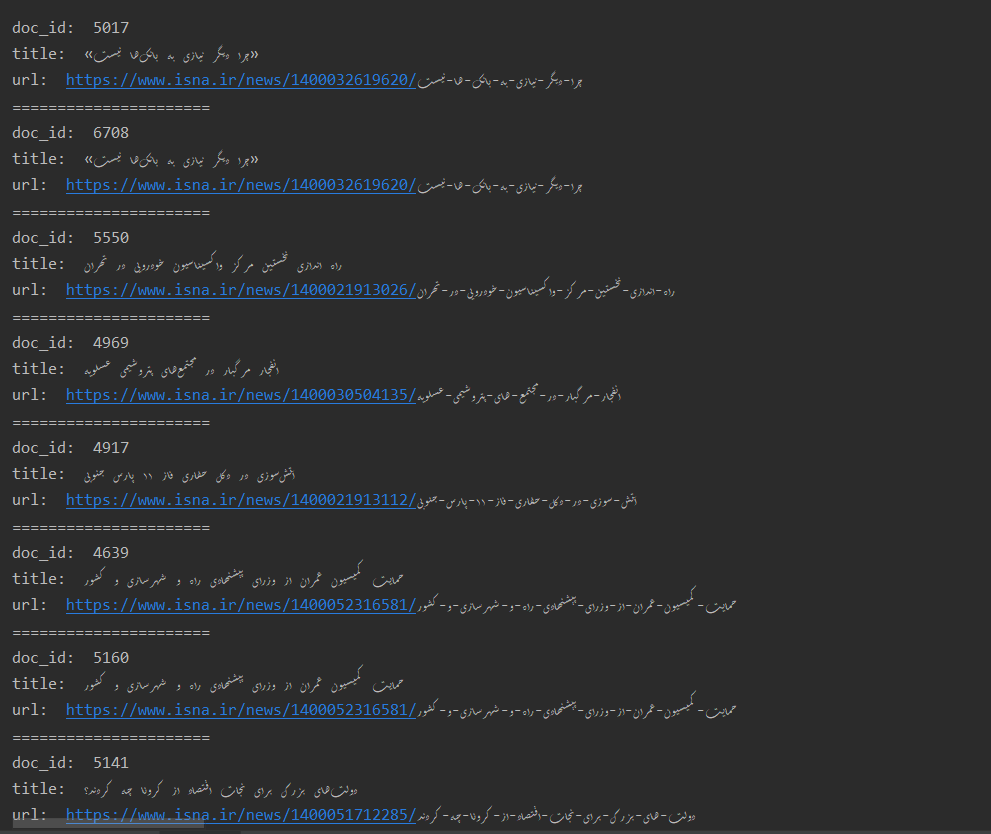 doc_id:  5017
title:  «چرا دیگر نیازی به بانک‌ها نیست»
url:  https://www.isna.ir/news/1400032619620/چرا-دیگر-نیازی-به-بانک-ها-نیست
======================
doc_id:  6708
title:  «چرا دیگر نیازی به بانک‌ها نیست»
url:  https://www.isna.ir/news/1400032619620/چرا-دیگر-نیازی-به-بانک-ها-نیست
======================
doc_id:  5550
title:  راه اندازی نخستین مرکز واکسیناسیون خودرویی در تهران
url:  https://www.isna.ir/news/1400021913026/راه-اندازی-نخستین-مرکز-واکسیناسیون-خودرویی-در-تهران
======================
doc_id:  4969
title:  انفجار مرگبار در مجتمع‌های پتروشیمی عسلویه
url:  https://www.isna.ir/news/1400030504135/انفجار-مرگبار-در-مجتمع-های-پتروشیمی-عسلویه
======================
doc_id:  4917
title:  آتش‌سوزی در دکل حفاری فاز ۱۱ پارس جنوبی
url:  https://www.isna.ir/news/1400021913112/آتش-سوزی-در-دکل-حفاری-فاز-۱۱-پارس-جنوبی
======================
doc_id:  4639
title:  حمایت کمیسیون عمران از وزرای پیشنهادی راه و شهرسازی و کشور
url:  https://www.isna.ir/news/1400052316581/حمایت-کمیسیون-عمران-از-وزرای-پیشنهادی-راه-و-شهرسازی-و-کشور
======================
doc_id:  5160
title:  حمایت کمیسیون عمران از وزرای پیشنهادی راه و شهرسازی و کشور
url:  https://www.isna.ir/news/1400052316581/حمایت-کمیسیون-عمران-از-وزرای-پیشنهادی-راه-و-شهرسازی-و-کشور
======================
doc_id:  5141
title:  دولت‌های بزرگ برای نجات اقتصاد از کرونا چه کردند؟
url:  https://www.isna.ir/news/1400051712285/دولت-های-بزرگ-برای-نجات-اقتصاد-از-کرونا-چه-کردند